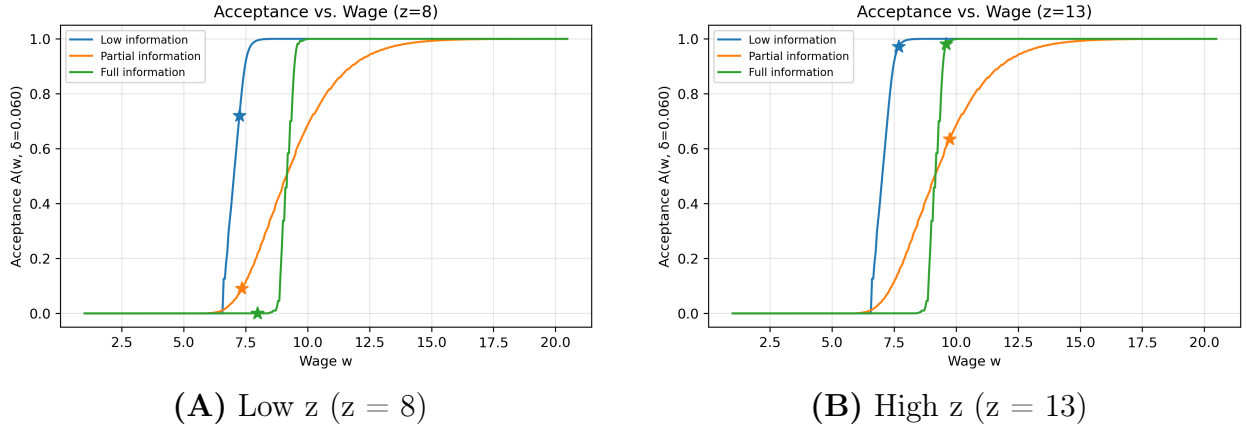 Acceptance vs. Wage (z=8)
Low information
Partial information
Full information
1.0
0.8
0.6
0.4
0.2
0.0
Acceptance A(w, δ=0.060)
2.5 5.0 7.5 10.0 12.5 15.0 17.5 20.0
Wage w
(A) Low z (z = 8)
Acceptance vs. Wage (z=13)
Low information
Partial information
Full information
1.0
0.8
0.6
0.4
0.2
0.0
Acceptance A(w, δ=0.060)
2.5 5.0 7.5 10.0 12.5 15.0 17.5 20.0
Wage w
(B) High z (z = 13)